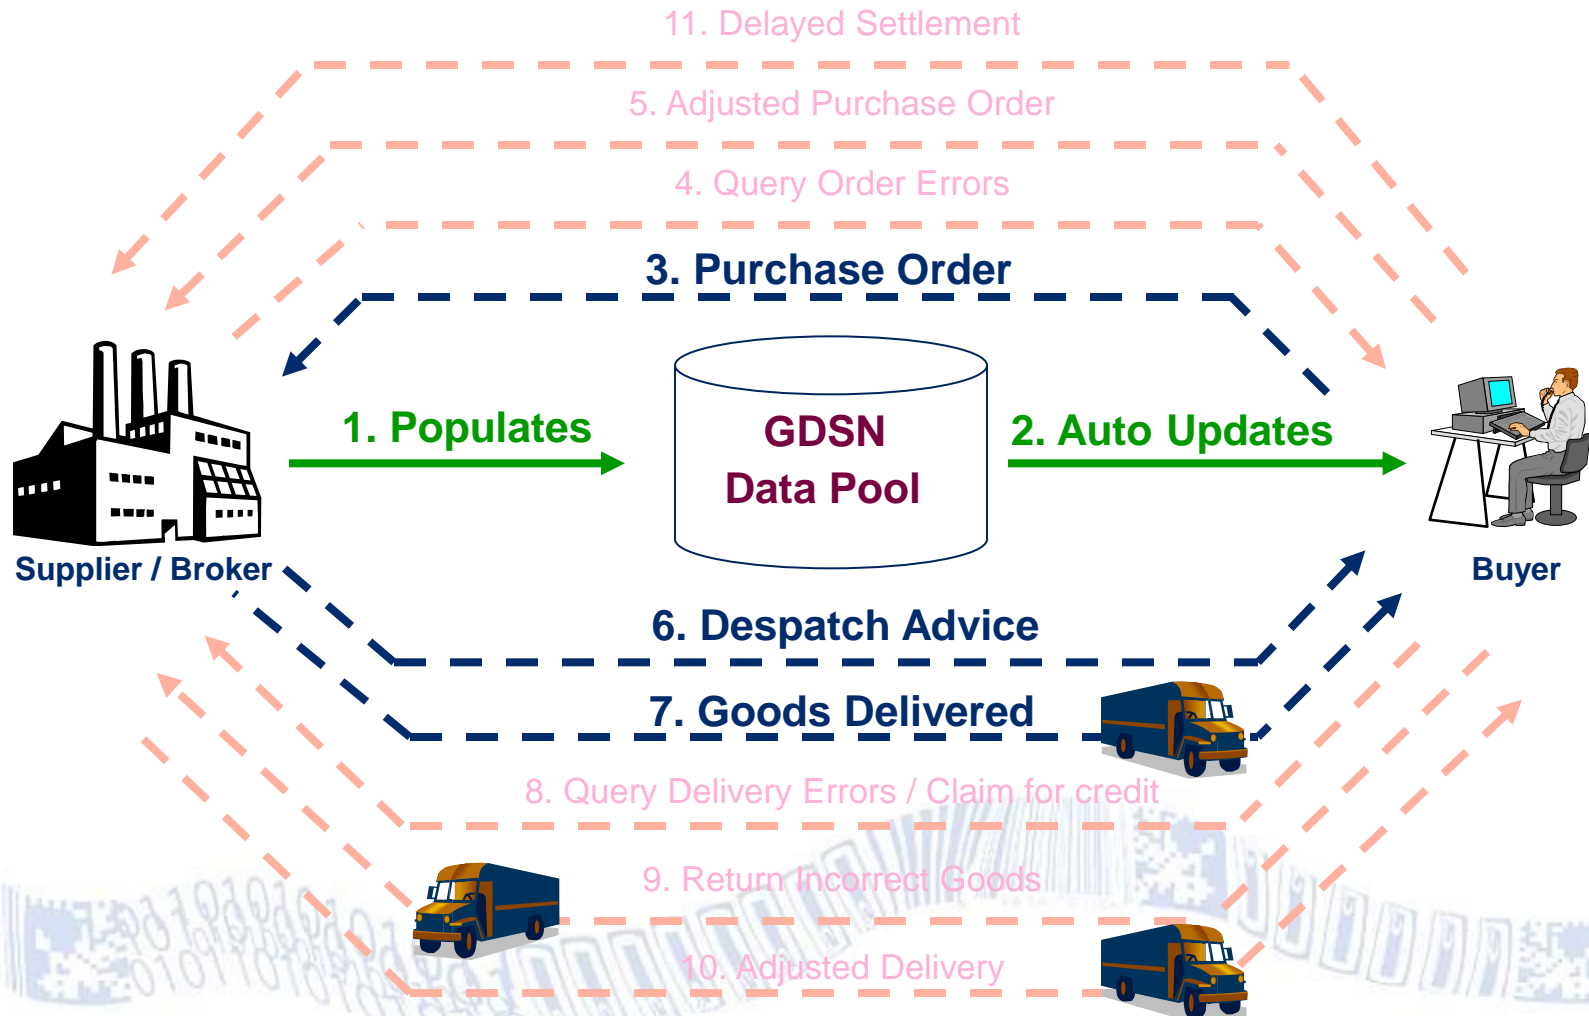 11. Delayed Settlement
5. Adjusted Purchase Order
4. Query Order Errors
3. Purchase Order
1. Populates
GDSN
Data Pool
2. Auto Updates
Supplier / Broker
Buyer
6. Despatch Advice
7. Goods Delivered
8. Query Delivery Errors / Claim for credit
9. Return Incorrect Goods
10. Adjusted Delivery